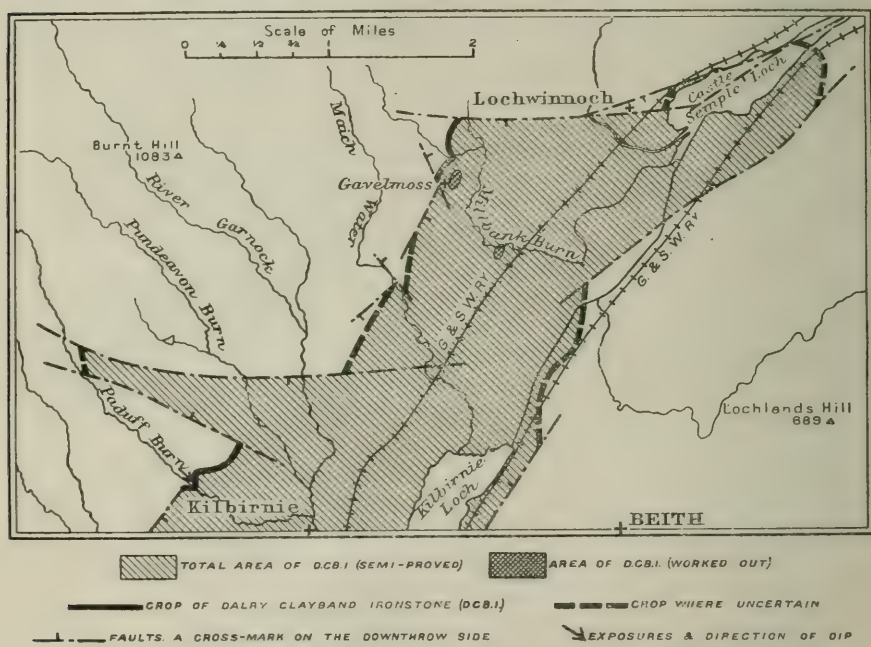 Scale of Miles
0 ¼ ½ ¾ 1 2
Lochwinnoch
Castle
Semple Loch
Maich
Water
Burnt Hill
1083
River
Garnock
Gavelmoss
Millbank Burn
Pundeavon Burn
G. & S.W. RY
G. & S.W. RY
Paduff Burn
Lochlands Hill
689
Kilbirnie
Kilbirnie
Loch
BEITH
TOTAL AREA OF D.C.B.I (SEMI-PROVED)
AREA OF D.C.B.I. (WORKED OUT)
CROP OF DALRY CLAYBAND IRONSTONE (D.C.B.I.)
CROP WHERE UNCERTAIN
FAULTS. A CROSS-MARK ON THE DOWNTHROW SIDE
EXPOSURES & DIRECTION OF DIP